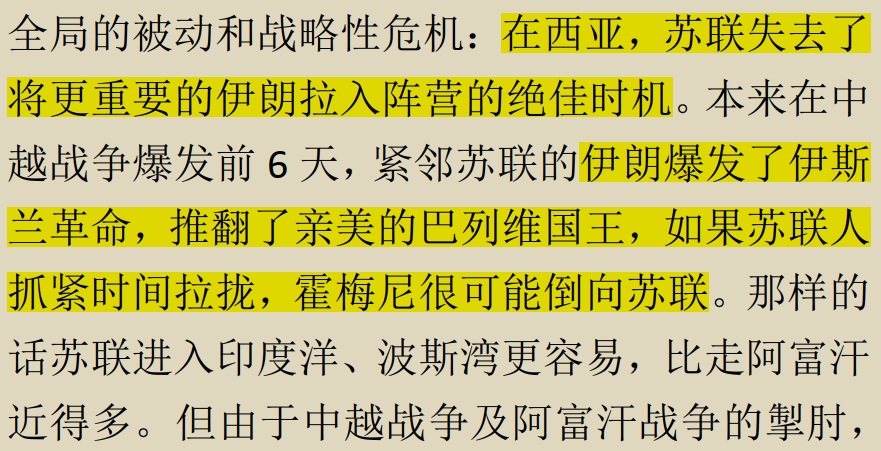 全局的被动和战略性危机：在西亚，苏联失去了
将更重要的伊朗拉入阵营的绝佳时机。本来在中
越战争爆发前 6 天，紧邻苏联的伊朗爆发了伊斯
兰革命，推翻了亲美的巴列维国王，如果苏联人
抓紧时间拉拢，霍梅尼很可能倒向苏联。那样的
话苏联进入印度洋、波斯湾更容易，比走阿富汗
近得多。但由于中越战争及阿富汗战争的掣肘，